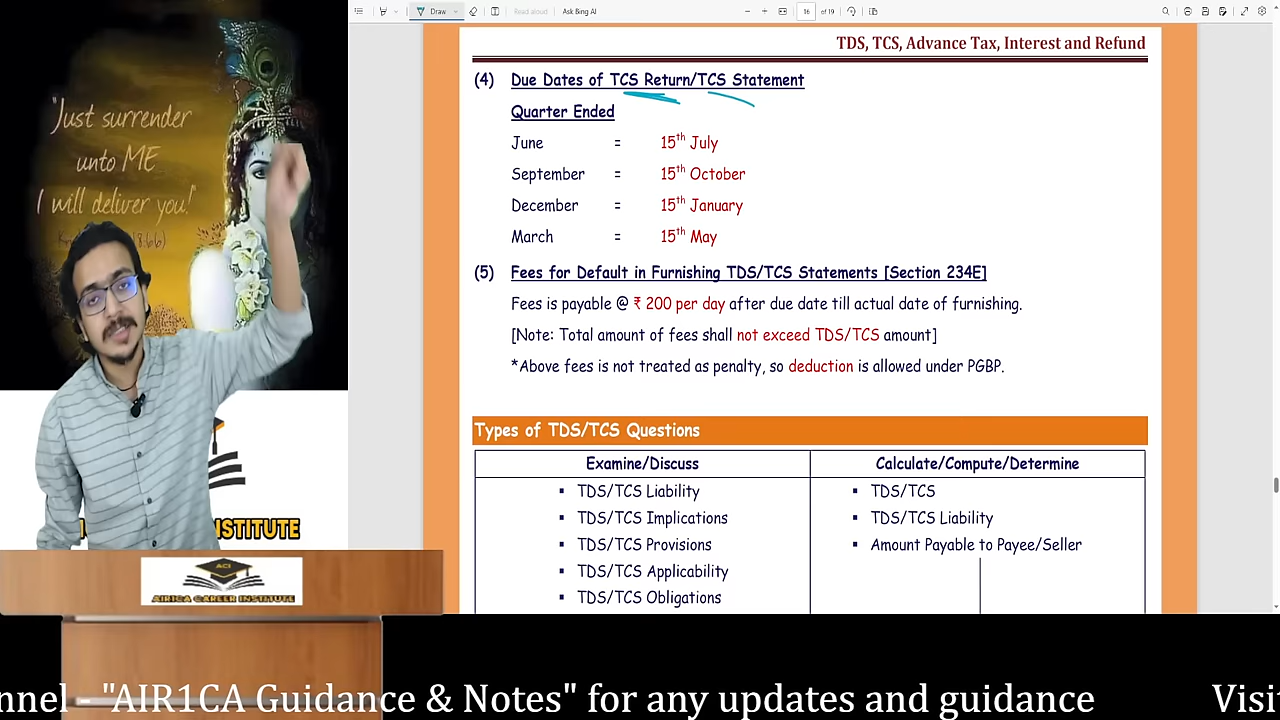 Draw
Read aloud
Ask Bing AI
16
of 19
"Just surrender
unto ME
I will deliver you!"
TDS, TCS, Advance Tax, Interest and Refund
(4) Due Dates of TCS Return/TCS Statement
Quarter Ended
June = 15th July
September = 15th October
December = 15th January
March = 15th May
(5) Fees for Default in Furnishing TDS/TCS Statements [Section 234E]
Fees is payable @ ₹ 200 per day after due date till actual date of furnishing.
[Note: Total amount of fees shall not exceed TDS/TCS amount]
*Above fees is not treated as penalty, so deduction is allowed under PGBP.
Types of TDS/TCS Questions
Examine/Discuss
▪ TDS/TCS Liability
▪ TDS/TCS Implications
▪ TDS/TCS Provisions
▪ TDS/TCS Applicability
▪ TDS/TCS Obligations
Calculate/Compute/Determine
▪ TDS/TCS
▪ TDS/TCS Liability
▪ Amount Payable to Payee/Seller
STITUTE
ACI
AIR1CA CAREER INSTITUTE
nnel - "AIR1CA Guidance & Notes" for any updates and guidance Visi